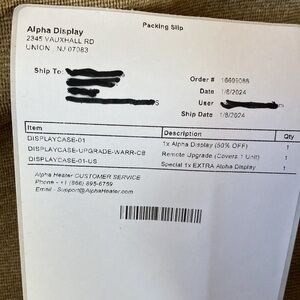 Packing Slip
Alpha Display
2345 VAUXHALL RD
UNION, NJ 07083
Ship To:
Order # 16609088
Date 1/8/2024
User
Ship Date 1/8/2024
Item Description Qty
DISPLAYCASE-01 1x Alpha Display (50% OFF) 1
DISPLAYCASE-UPGRADE-WARR-CB Remote Upgrade (Covers 1 Unit) 1
DISPLAYCASE-01-US Special 1x EXTRA Alpha Display 1
Alpha Heater CUSTOMER SERVICE
Phone - +1 (866) 895-6759
Email - Support@AlphaHeater.com